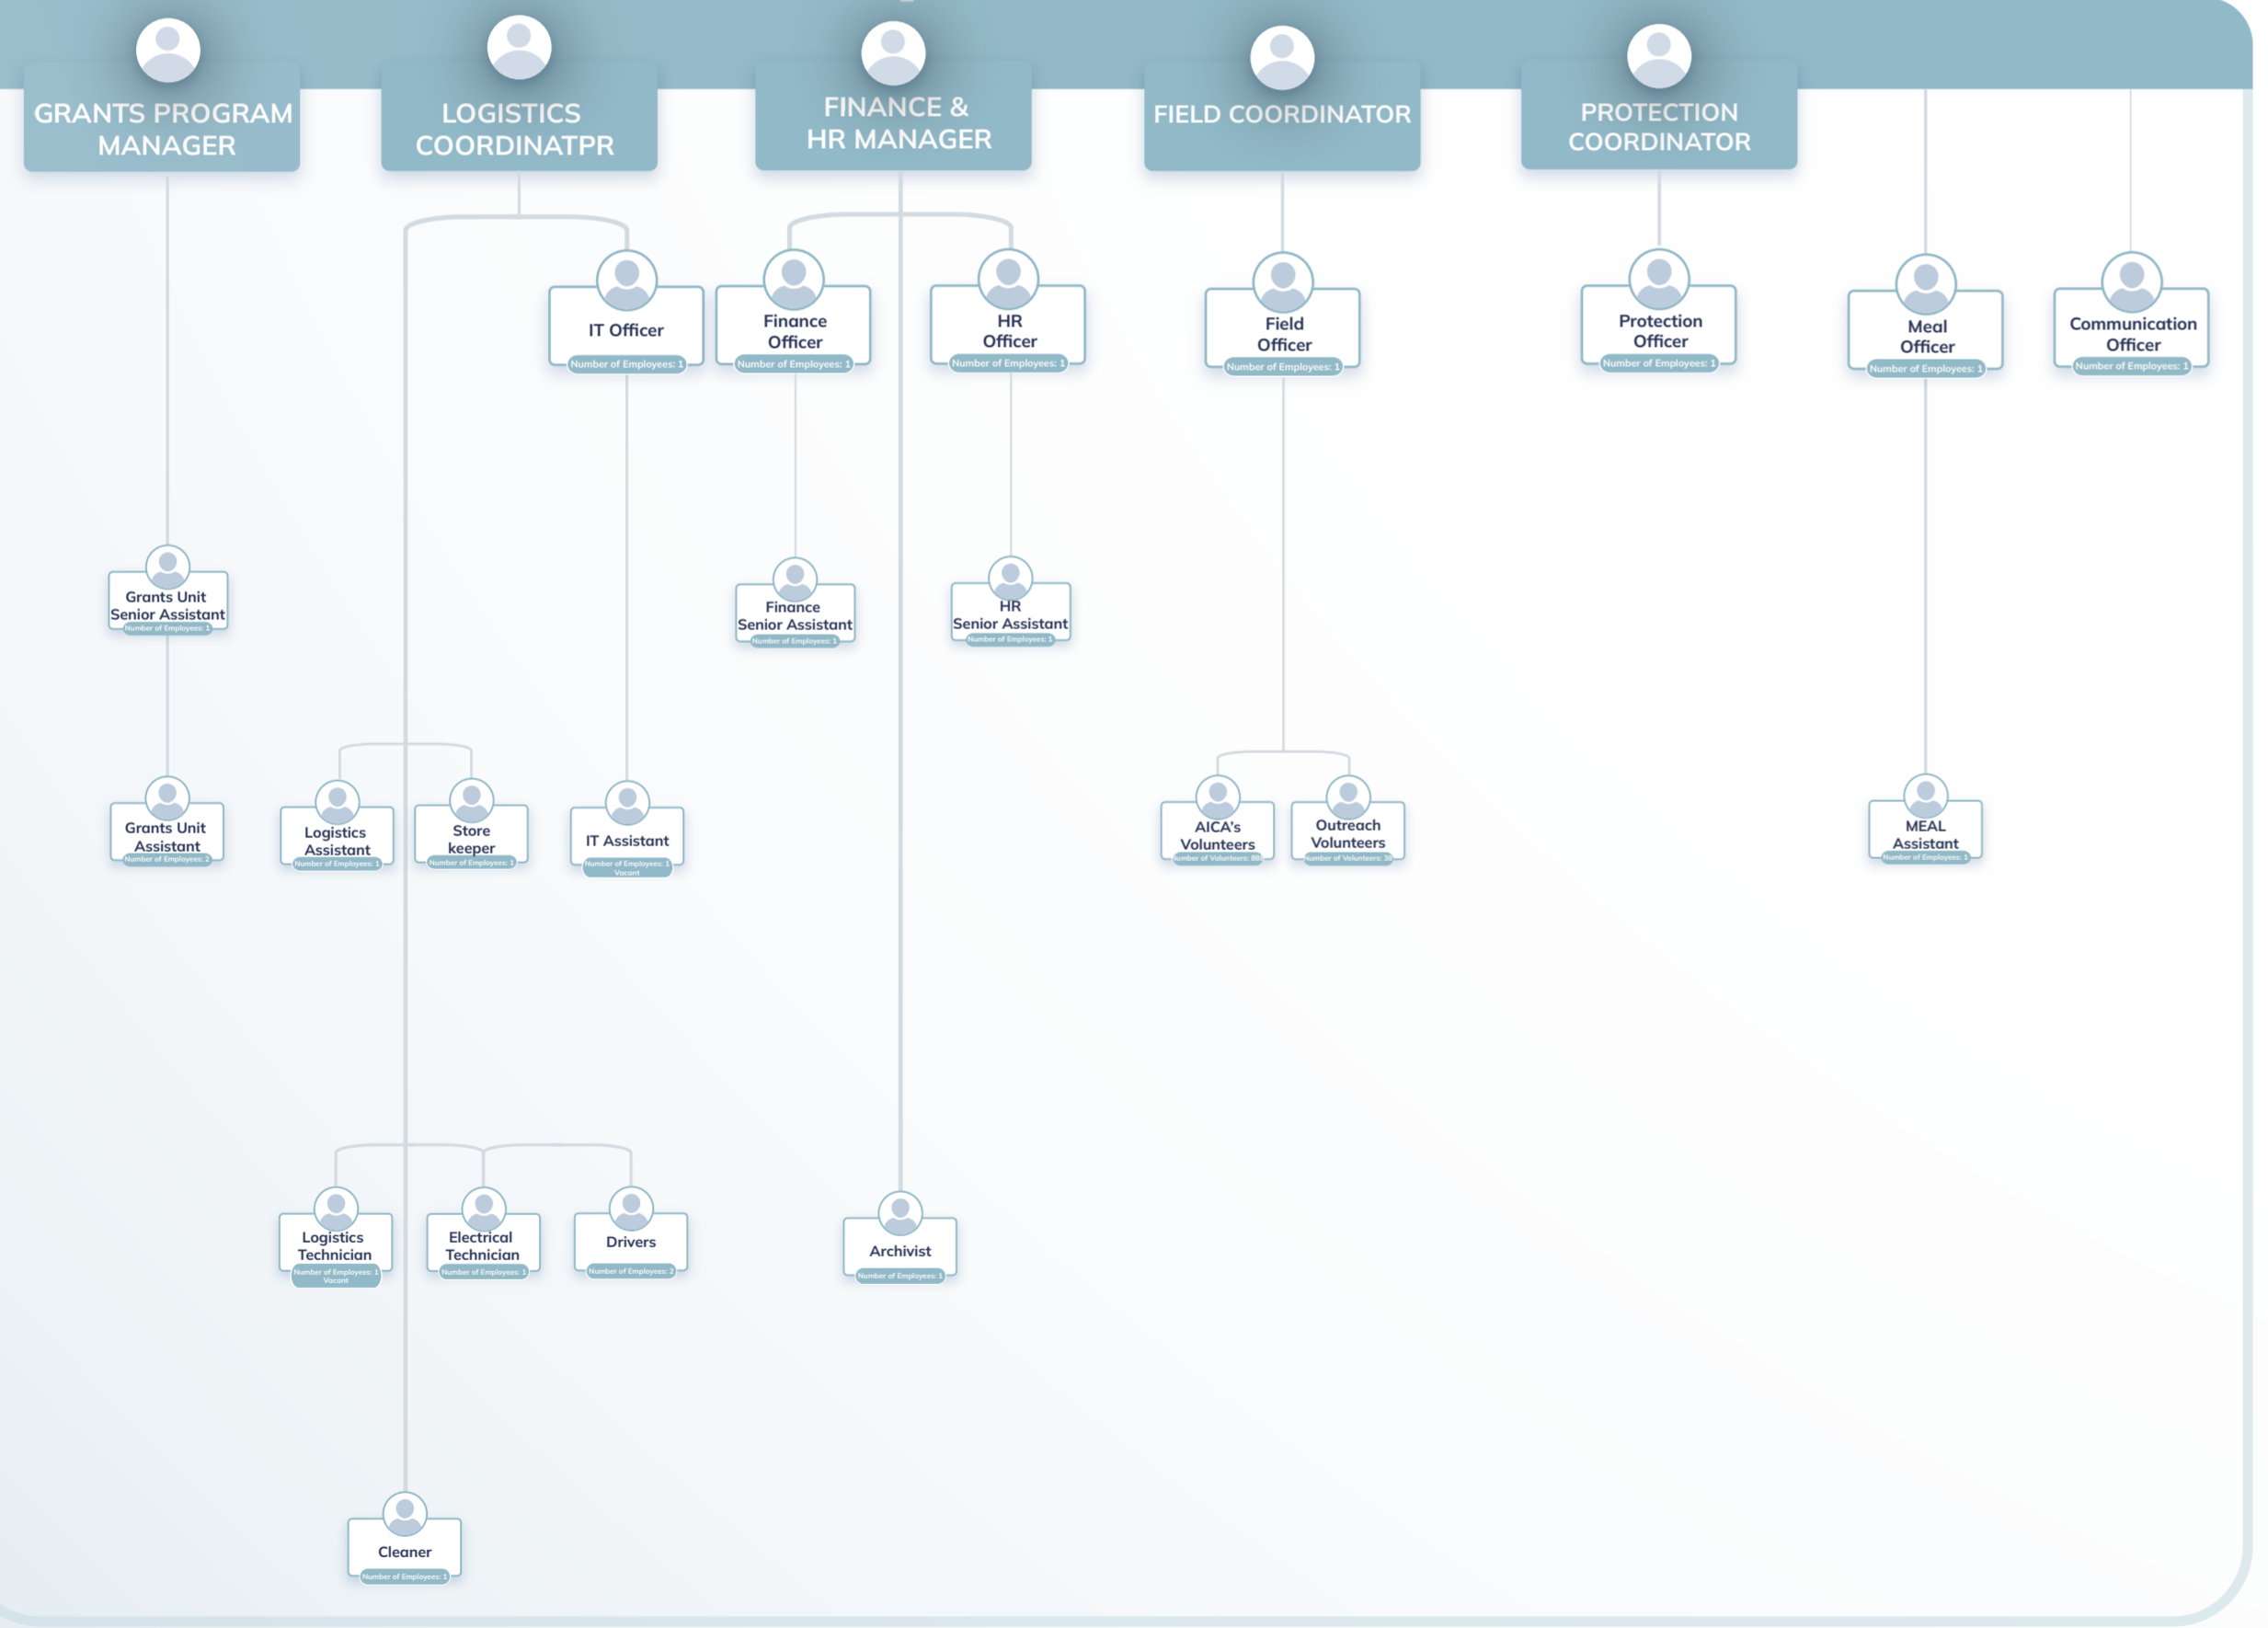 GRANTS PROGRAM
MANAGER
LOGISTICS
COORDINATPR
FINANCE &
HR MANAGER
FIELD COORDINATOR
PROTECTION
COORDINATOR
IT Officer
Number of Employees: 1
Finance
Officer
Number of Employees: 1
HR
Officer
Number of Employees: 1
Field
Officer
Number of Employees: 1
Protection
Officer
Number of Employees: 1
Meal
Officer
Number of Employees: 1
Communication
Officer
Number of Employees: 1
Grants Unit
Senior Assistant
Number of Employees: 1
Finance
Senior Assistant
Number of Employees: 1
HR
Senior Assistant
Number of Employees: 1
Grants Unit
Assistant
Number of Employees: 2
Logistics
Assistant
Number of Employees: 1
Store
keeper
Number of Employees: 1
IT Assistant
Number of Employees: 1
Vacant
AICA's
Volunteers
Number of Volunteers:
Outreach
Volunteers
Number of Volunteers:
MEAL
Assistant
Number of Employees: 1
Logistics
Technician
Number of Employees: 1
Vacant
Electrical
Technician
Number of Employees: 1
Drivers
Number of Employees: 2
Archivist
Number of Employees: 1
Cleaner
Number of Employees: 1